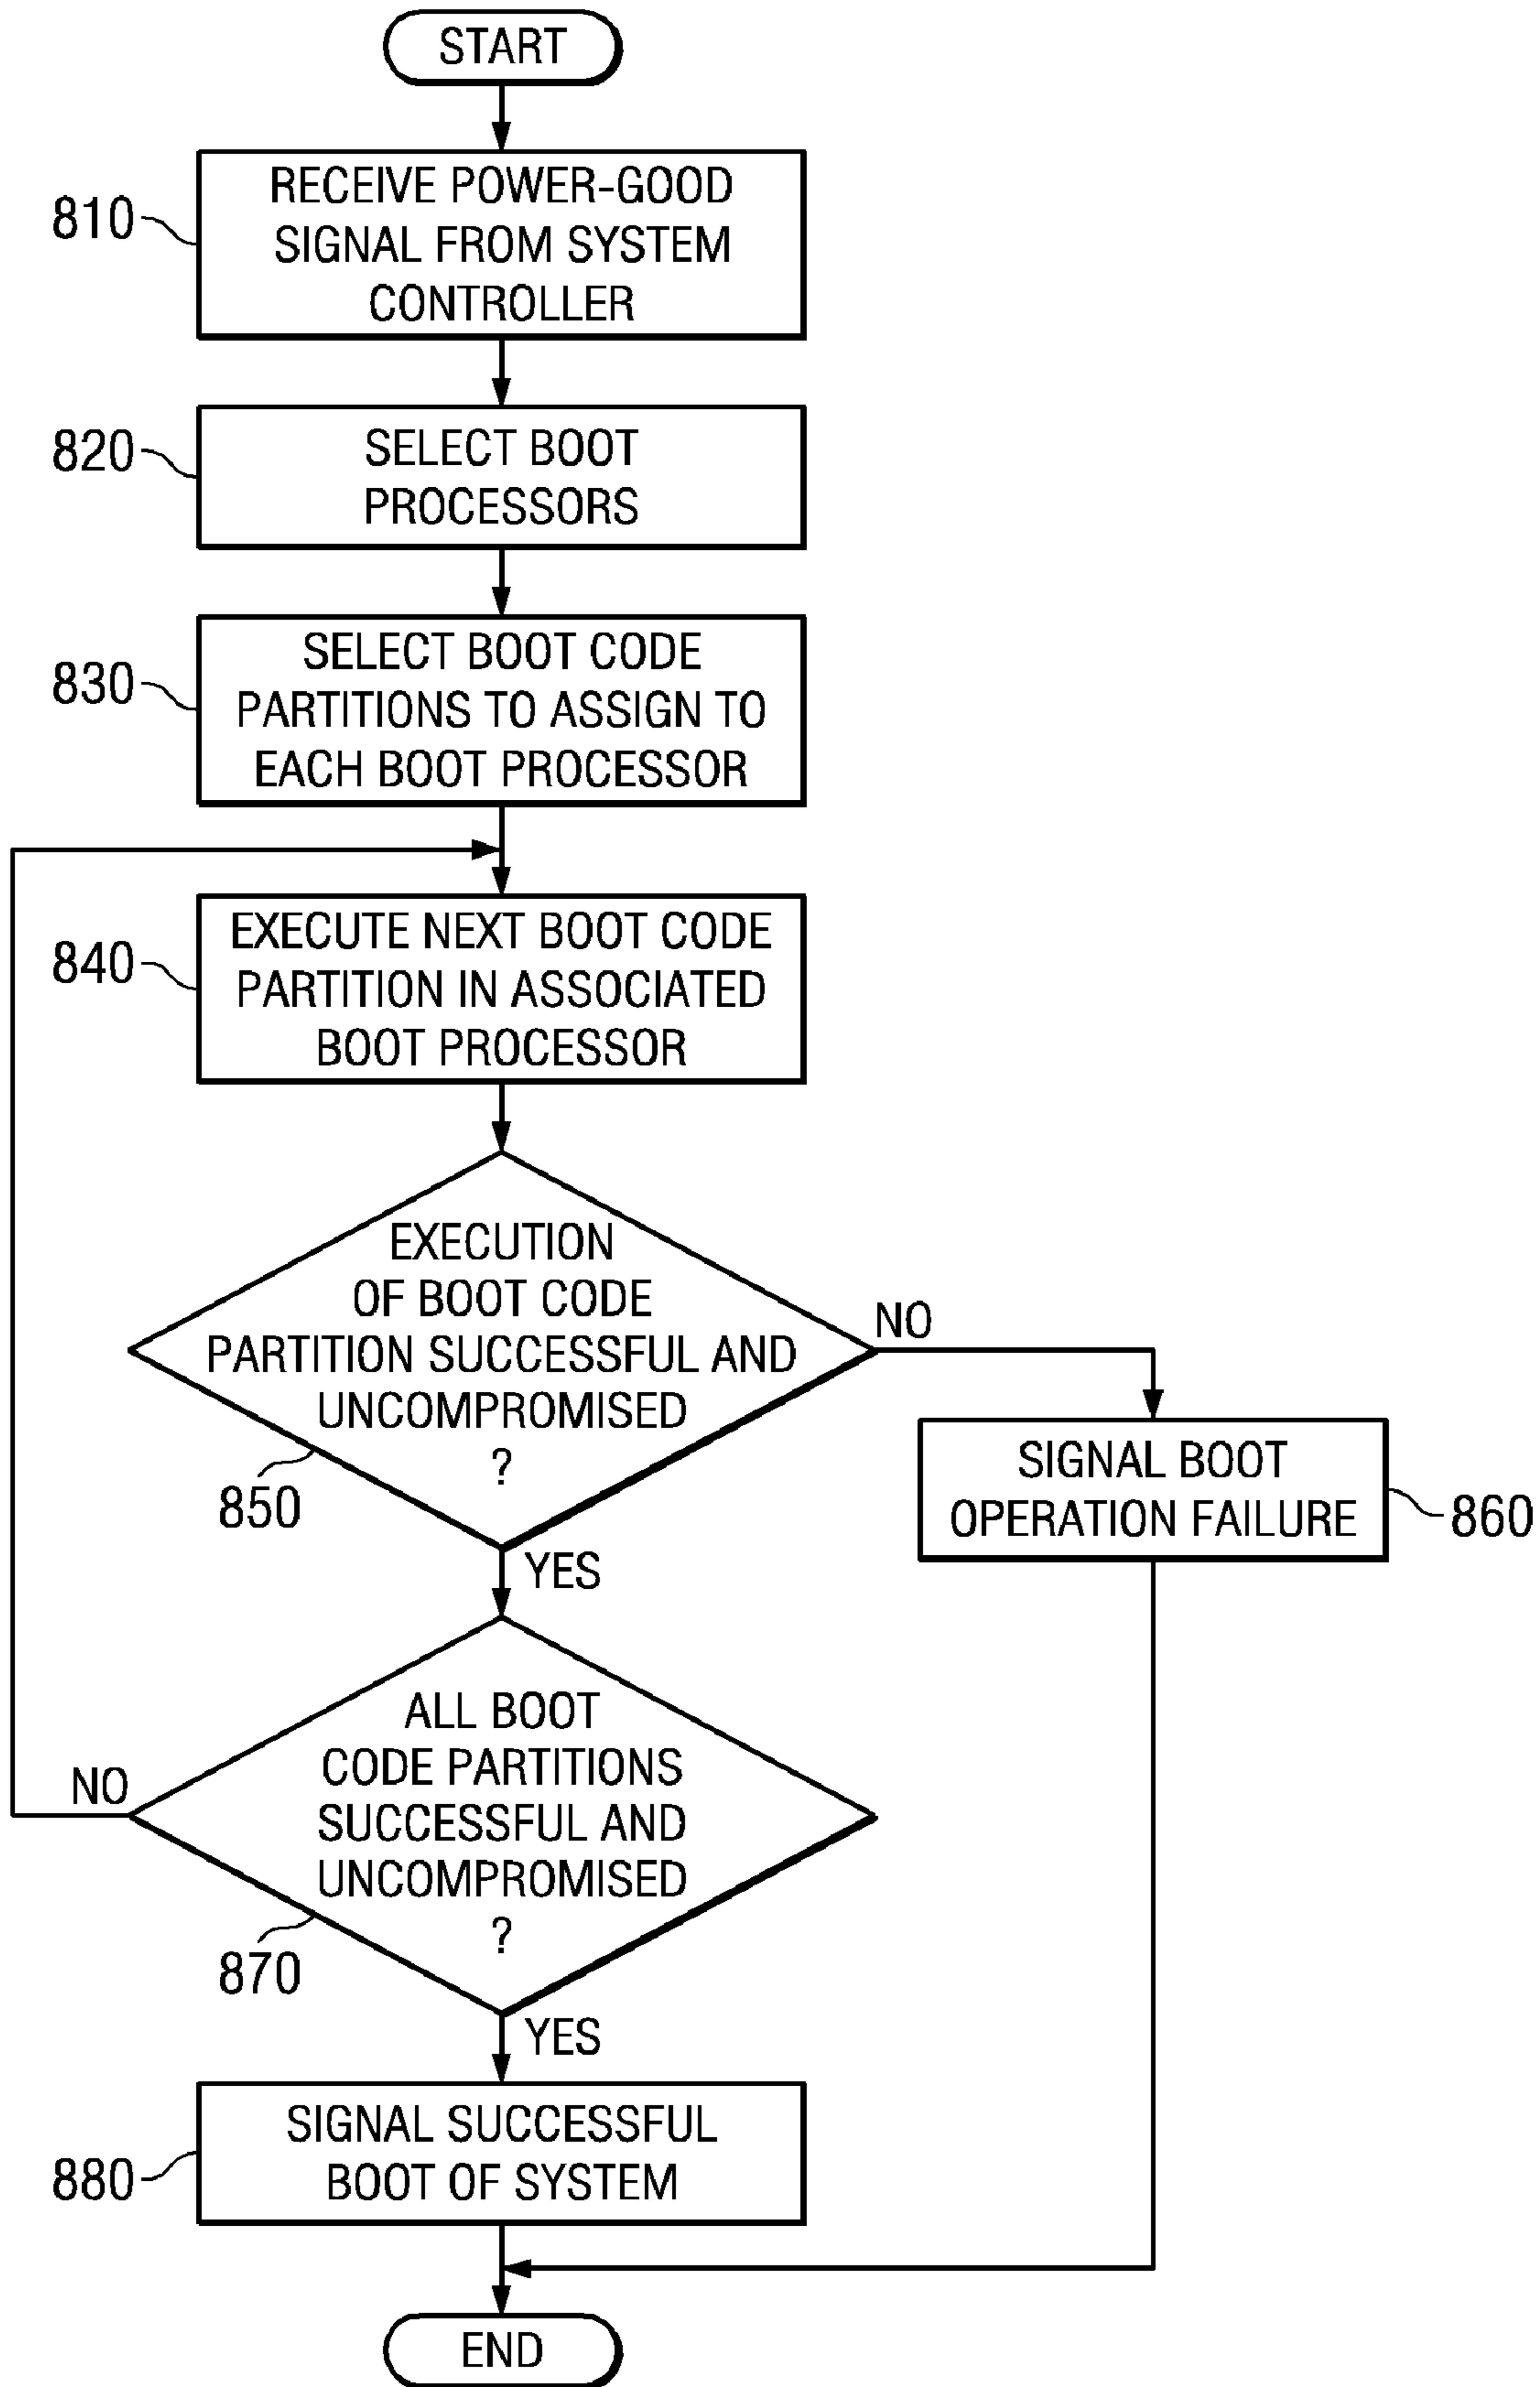 START
RECEIVE POWER-GOOD
SIGNAL FROM SYSTEM
CONTROLLER
810
SELECT BOOT
PROCESSORS
820
SELECT BOOT CODE
PARTITIONS TO ASSIGN TO
EACH BOOT PROCESSOR
830
EXECUTE NEXT BOOT CODE
PARTITION IN ASSOCIATED
BOOT PROCESSOR
840
EXECUTION
OF BOOT CODE
PARTITION SUCCESSFUL AND
UNCOMPROMISED
?
850
NO
SIGNAL BOOT
OPERATION FAILURE
860
YES
ALL BOOT
CODE PARTITIONS
SUCCESSFUL AND
UNCOMPROMISED
?
870
NO
YES
SIGNAL SUCCESSFUL
BOOT OF SYSTEM
880
END